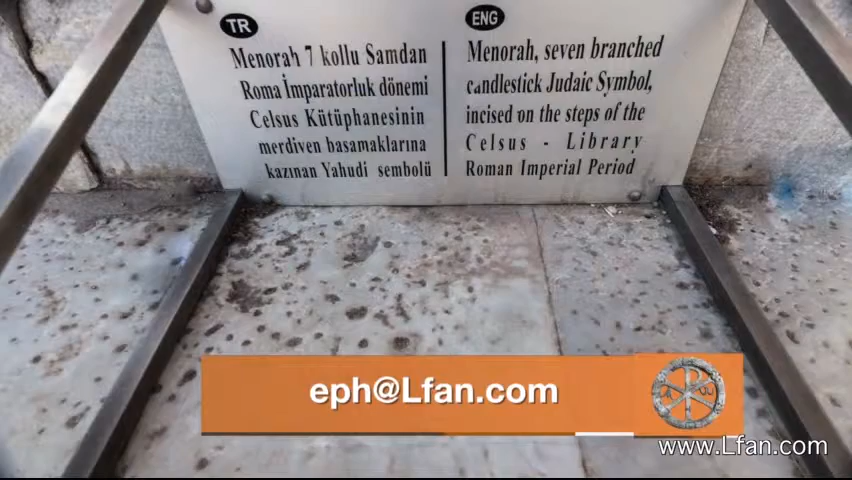 TR
Menorah 7 kollu Samdan
Roma İmparatorluk dönemi
Celsus Kütüphanesinin
merdiven basamaklarına
kazınan Yahudi sembolü
ENG
Menorah, seven branched
candlestick Judaic Symbol,
incised on the steps of the
Celsus - Library
Roman Imperial Period
eph@Lfan.com
www.Lfan.com